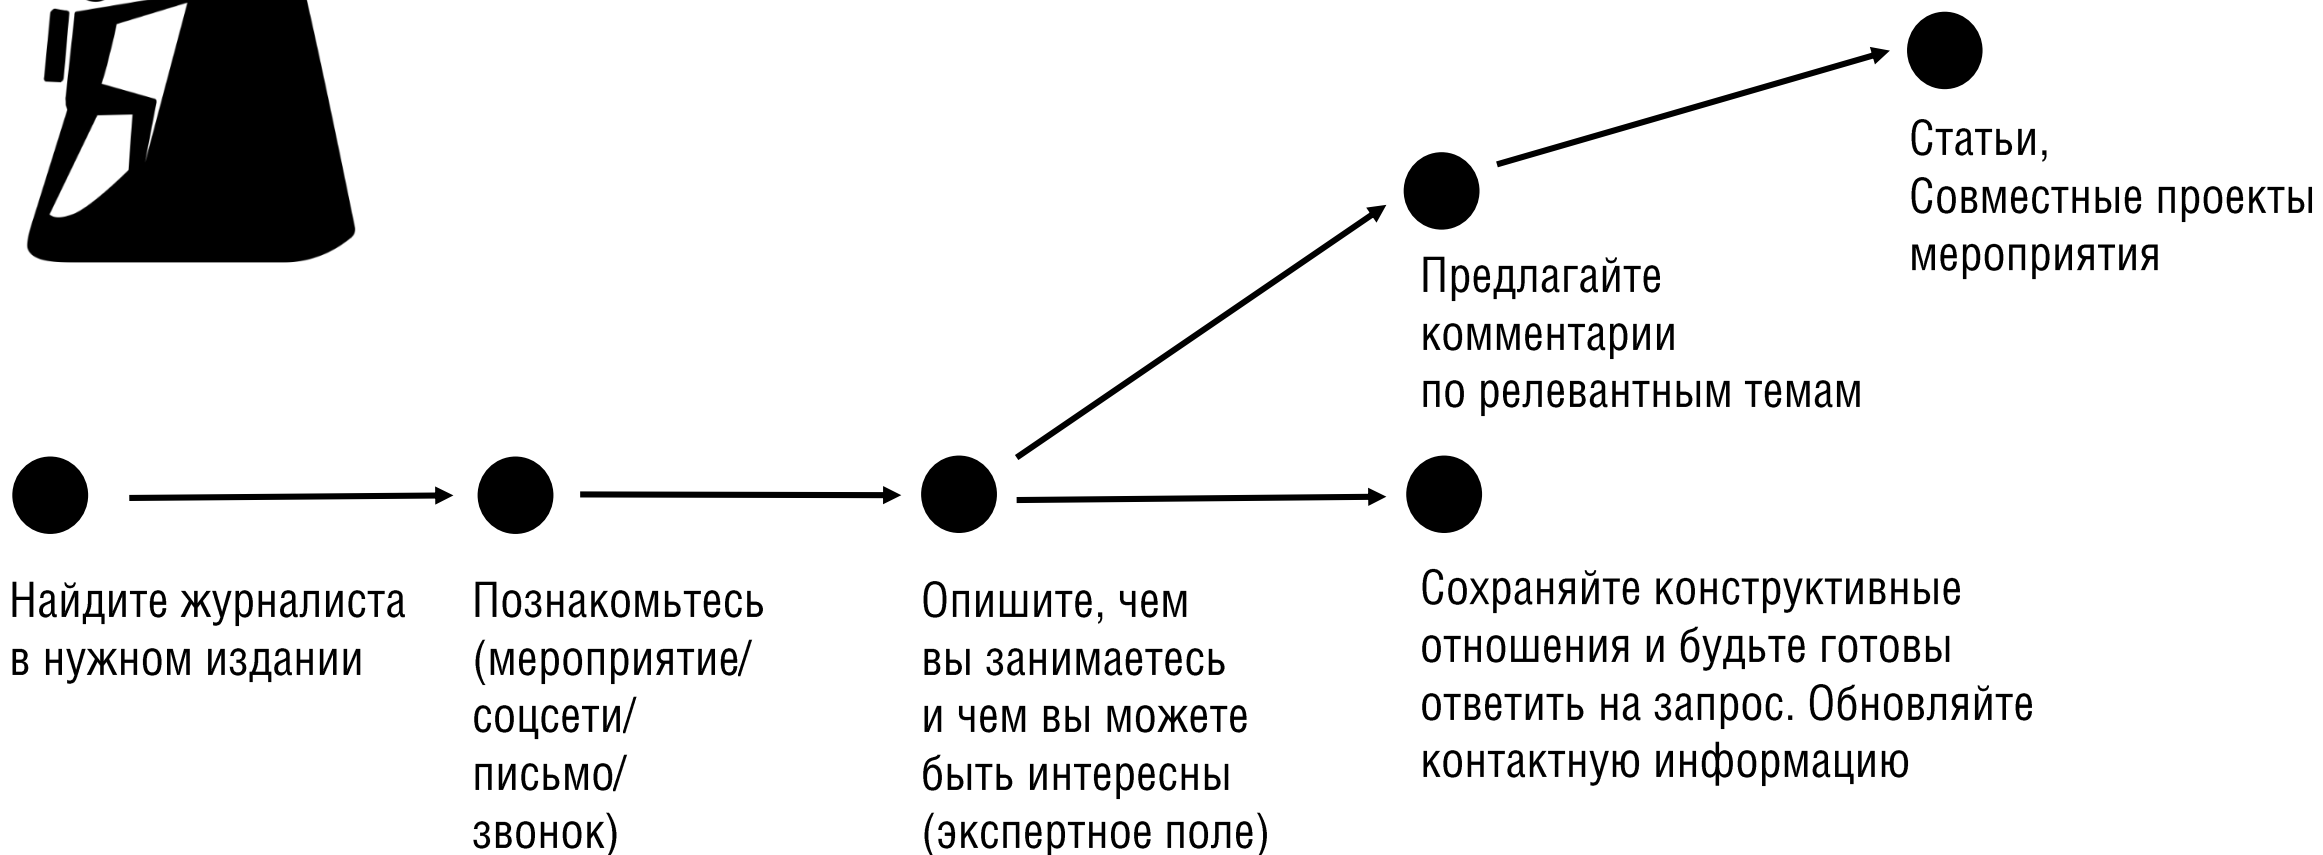 Найдите журналиста
в нужном издании
Познакомьтесь
(мероприятие/
соцсети/
письмо/
звонок)
Опишите, чем
вы занимаетесь
и чем вы можете
быть интересны
(экспертное поле)
Предлагайте
комментарии
по релевантным темам
Статьи,
Совместные проекты
мероприятия
Сохраняйте конструктивные
отношения и будьте готовы
ответить на запрос. Обновляйте
контактную информацию